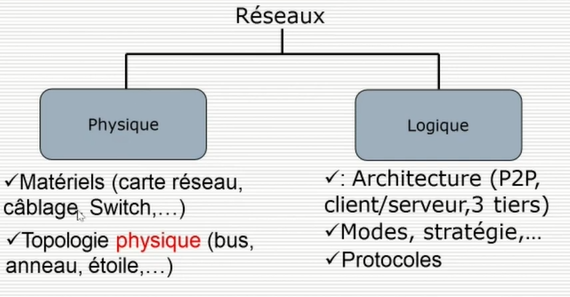 Réseaux
Physique
Logique
✓Matériels (carte réseau,
câblage, Switch,...)
✓Topologie physique (bus,
anneau, étoile,...)
✓: Architecture (P2P,
client/serveur,3 tiers)
✓Modes, stratégie,...
✓Protocoles